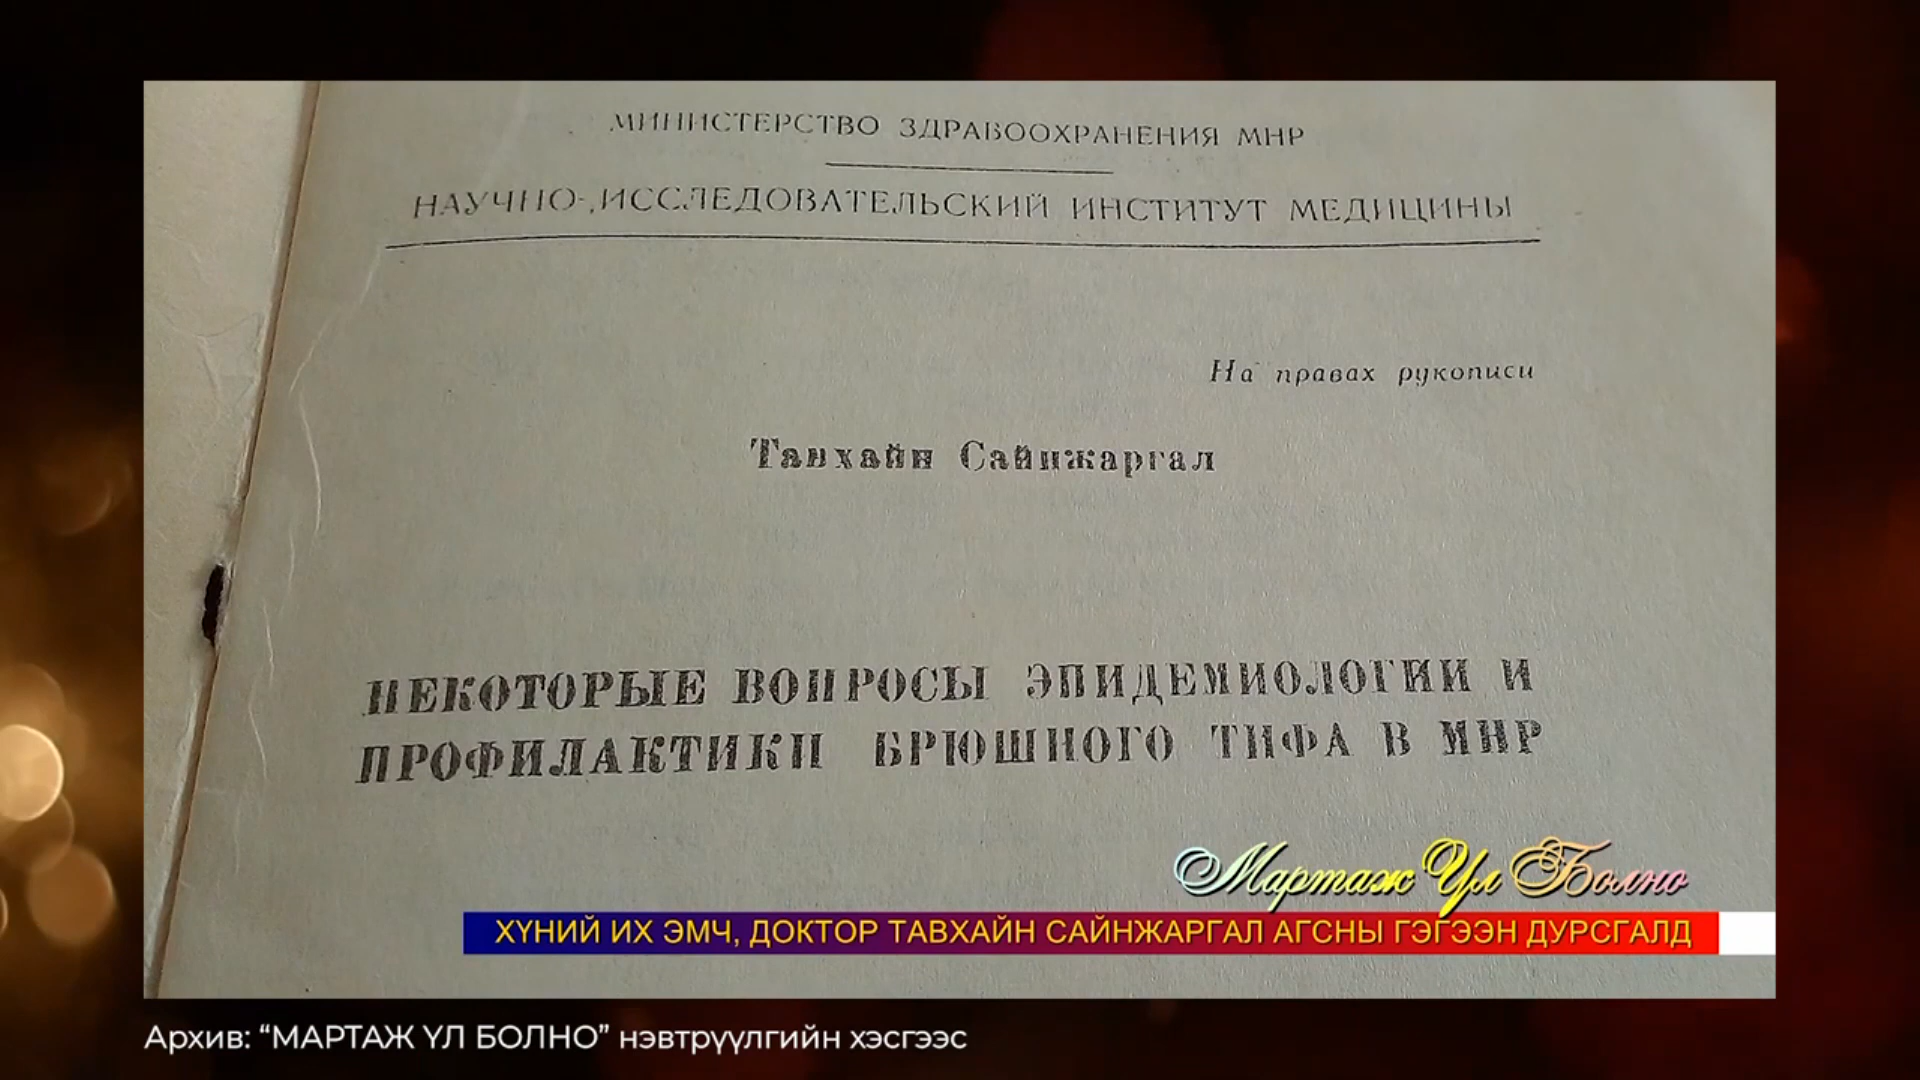 МИНИСТЕРСТВО ЗДРАВООХРАНЕНИЯ МНР
НАУЧНО-ИССЛЕДОВАТЕЛЬСКИЙ ИНСТИТУТ МЕДИЦИНЫ
На правах рукописи
Тавхайн Сайнжаргал
НЕКОТОРЫЕ ВОПРОСЫ ЭПИДЕМИОЛОГИИ И
ПРОФИЛАКТИКИ БРЮШНОГО ТИФА В МНР
Мартаж Үл Болно
ХҮНИЙ ИХ ЭМЧ, ДОКТОР ТАВХАЙН САЙНЖАРГАЛ АГСНЫ ГЭГЭЭН ДУРСГАЛД
Архив: “МАРТАЖ ҮЛ БОЛНО” нэвтрүүлгийн хэсгээс